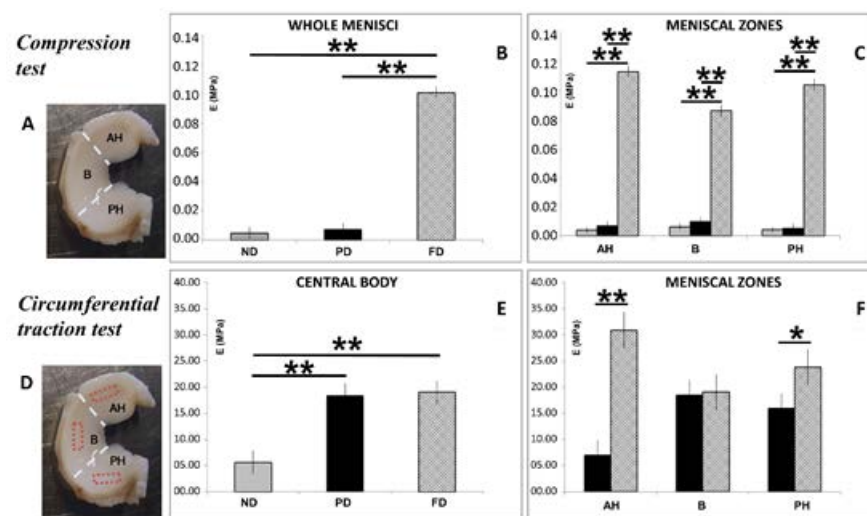 Compression
test
A
AH
B
PH
WHOLE MENISCI
B
E (MPa)
0.14
0.12
0.10
0.08
0.06
0.04
0.02
0.00
**
**
ND PD FD
MENISCAL ZONES
C
E (MPa)
0.14
0.12
0.10
0.08
0.06
0.04
0.02
0.00
**
**
**
**
**
**
AH B PH
Circumferential
traction test
D
AH
B
PH
CENTRAL BODY
E
E (MPa)
40.00
35.00
30.00
25.00
20.00
15.00
10.00
05.00
00.00
**
**
ND PD FD
MENISCAL ZONES
F
E (MPa)
40.00
35.00
30.00
25.00
20.00
15.00
10.00
05.00
00.00
**
*
AH B PH